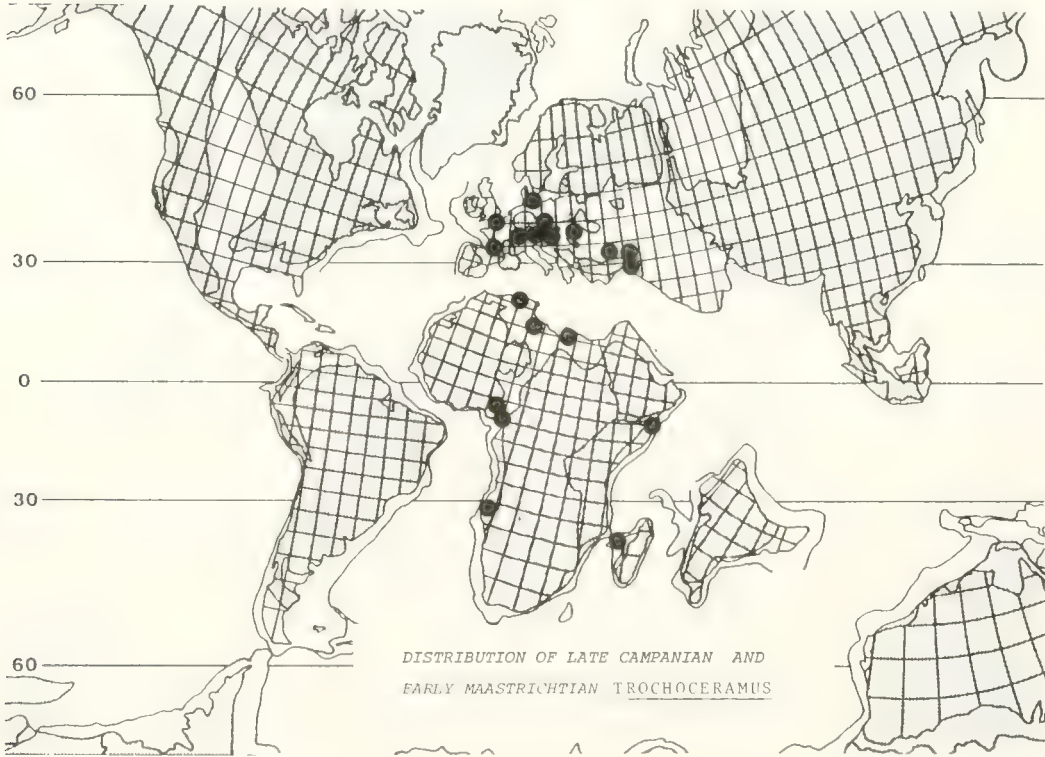 60
30
0
30
60
DISTRIBUTION OF LATE CAMPANIAN AND
EARLY MAASTRICHTIAN TROCHOCERAMUS